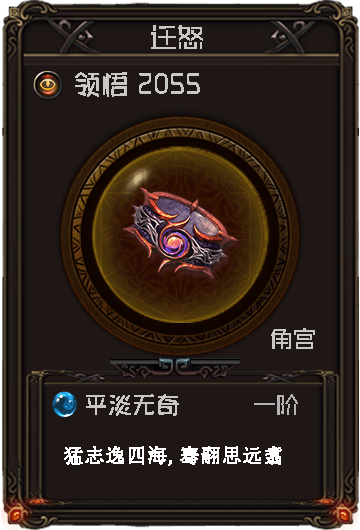 迁怒
领悟 2055
角宫
平淡无奇 一阶
猛志逸四海,骞翮思远翥